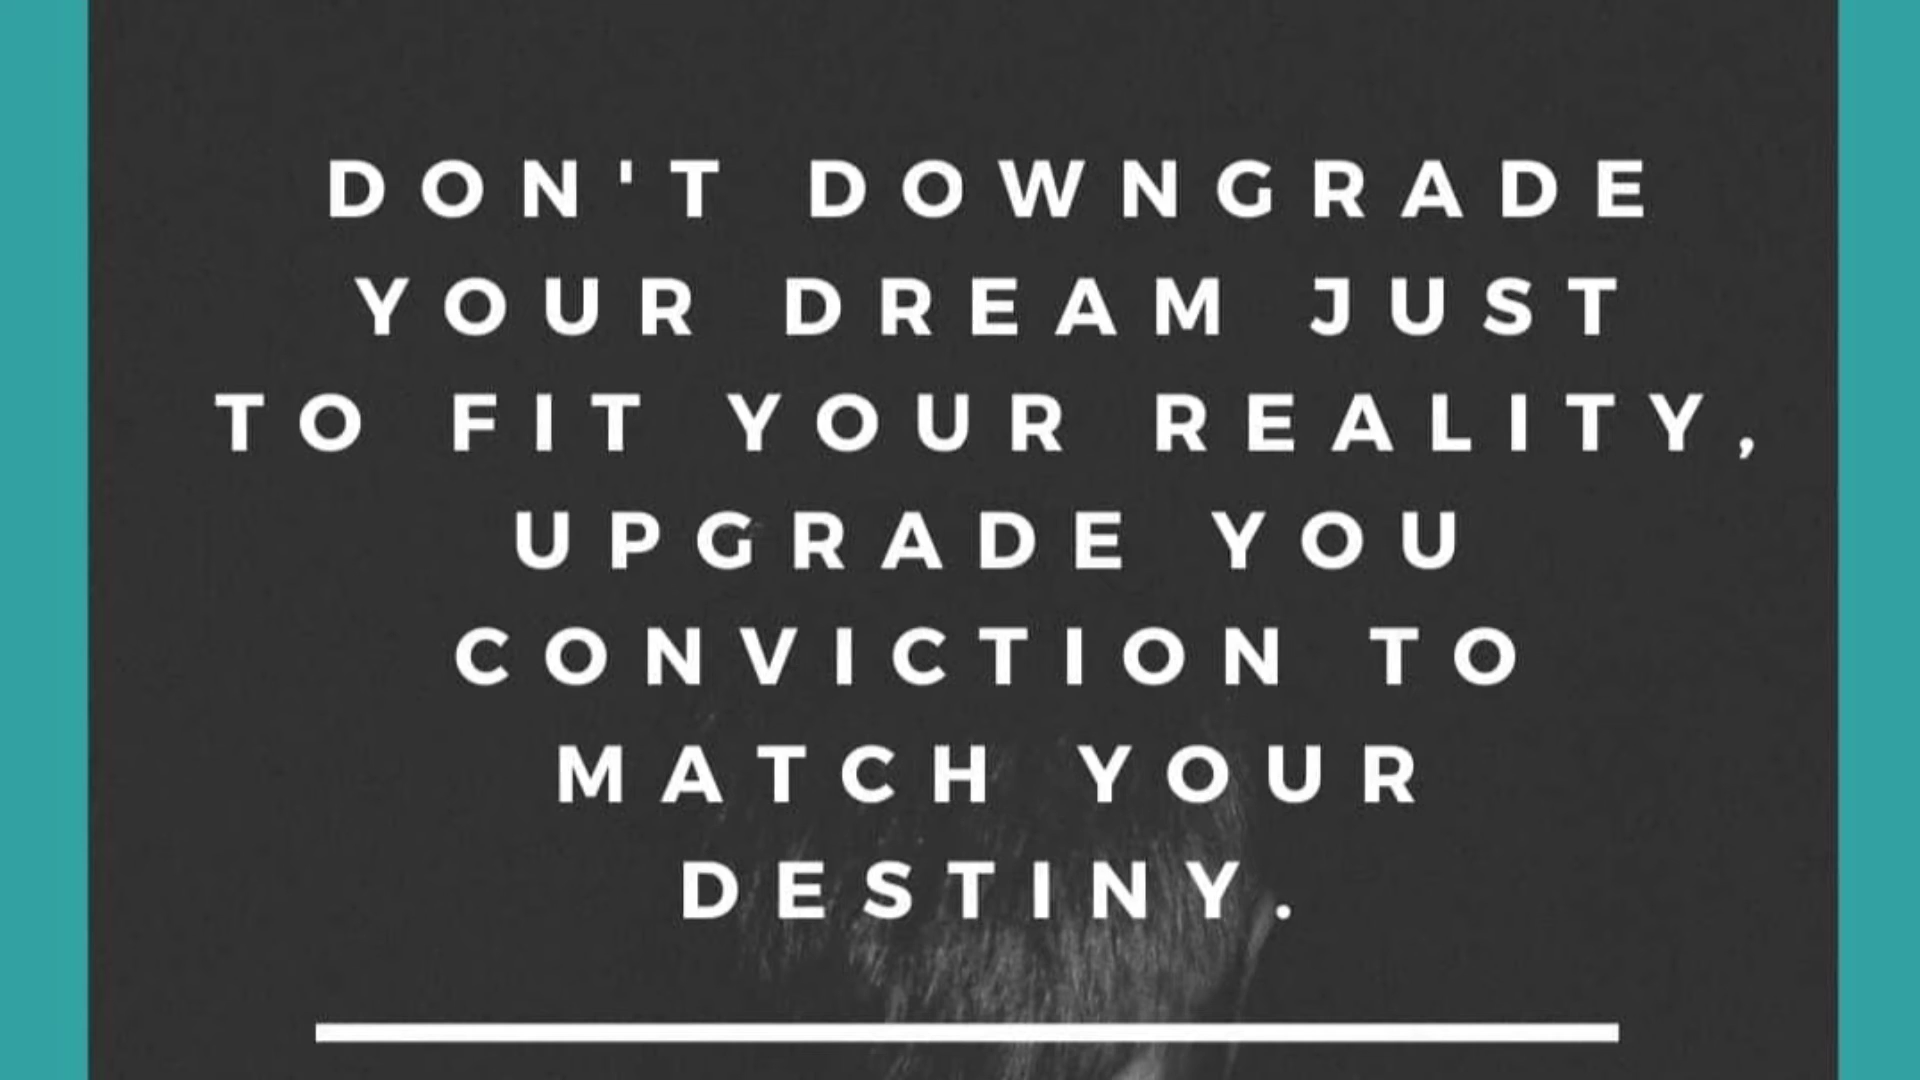 DON'T DOWNGRADE
YOUR DREAM JUST
TO FIT YOUR REALITY,
UPGRADE YOU
CONVICTION TO
MATCH YOUR
DESTINY.